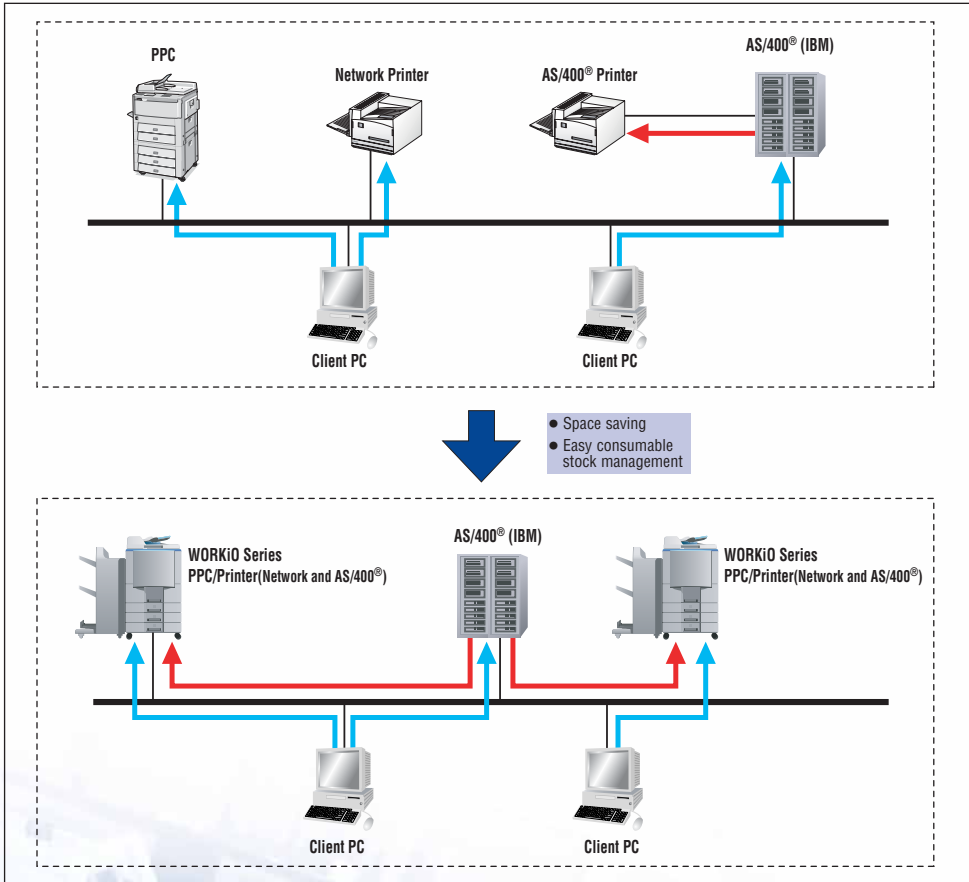 PPC
Network Printer
AS/400® Printer
AS/400® (IBM)
Client PC
Client PC
● Space saving
● Easy consumable
stock management
WORKiO Series
PPC/Printer(Network and AS/400®)
AS/400® (IBM)
WORKiO Series
PPC/Printer(Network and AS/400®)
Client PC
Client PC